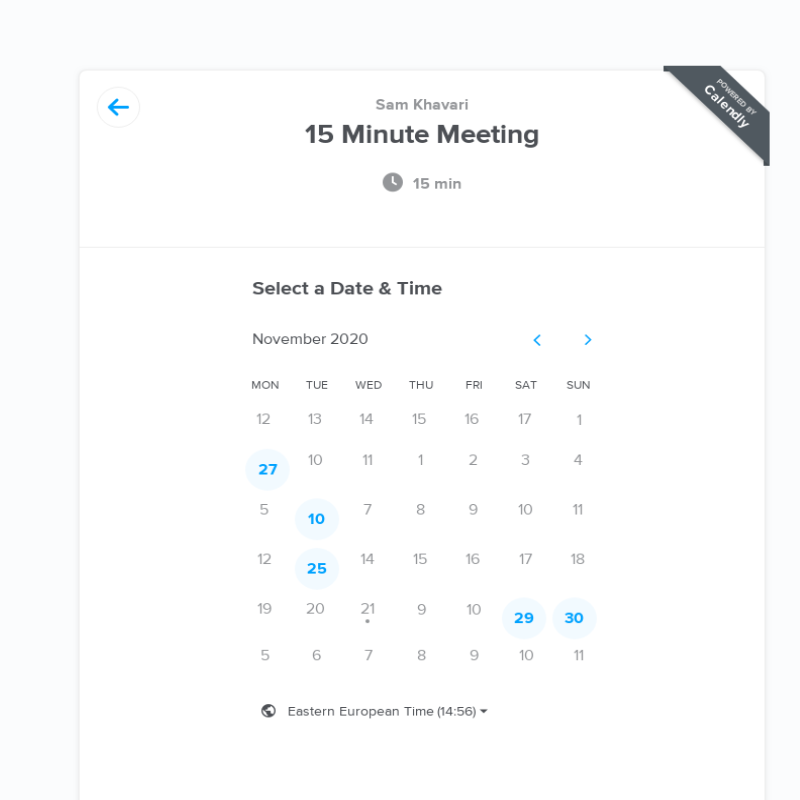 POWERED BY
Calendly
Sam Khavari
15 Minute Meeting
15 min
Select a Date & Time
November 2020
MON TUE WED THU FRI SAT SUN
12 13 14 15 16 17 1
27 10 11 1 2 3 4
5 10 7 8 9 10 11
12 25 14 15 16 17 18
19 20 21 9 10 29 30
5 6 7 8 9 10 11
Eastern European Time (14:56)